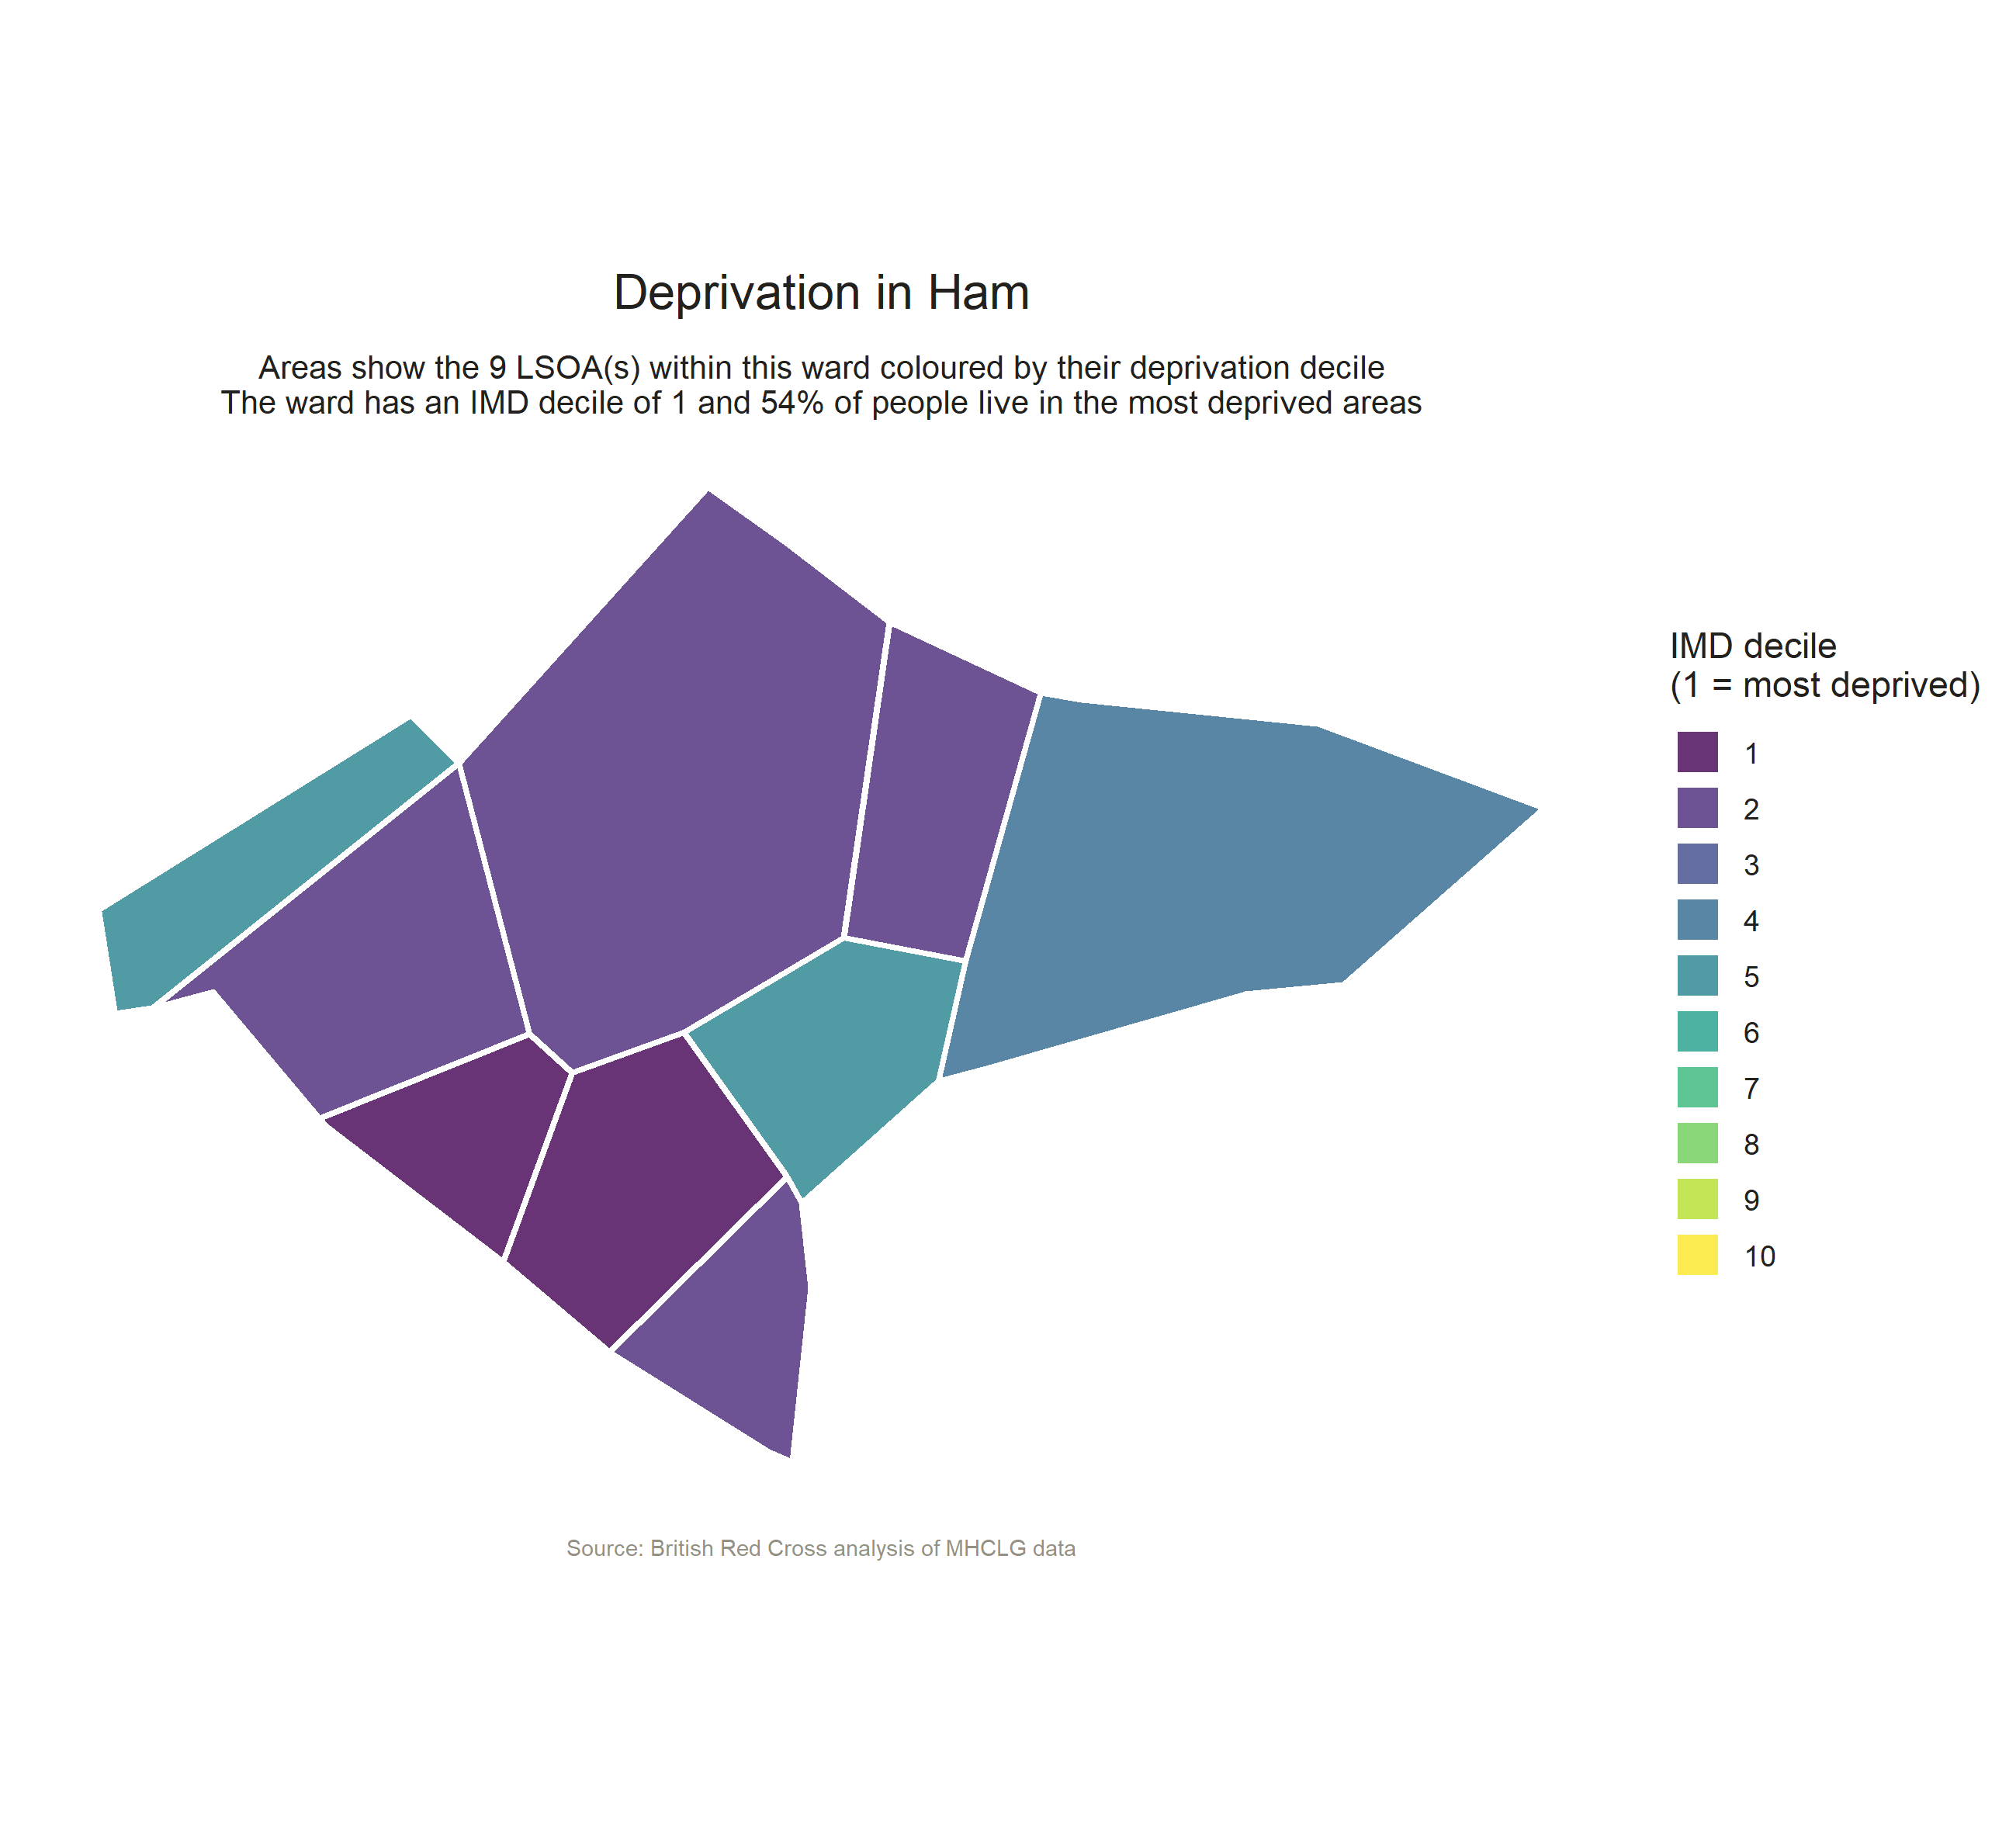 Deprivation in Ham
Areas show the 9 LSOA(s) within this ward coloured by their deprivation decile
The ward has an IMD decile of 1 and 54% of people live in the most deprived areas
IMD decile
(1 = most deprived)
1
2
3
4
5
6
7
8
9
10
Source: British Red Cross analysis of MHCLG data